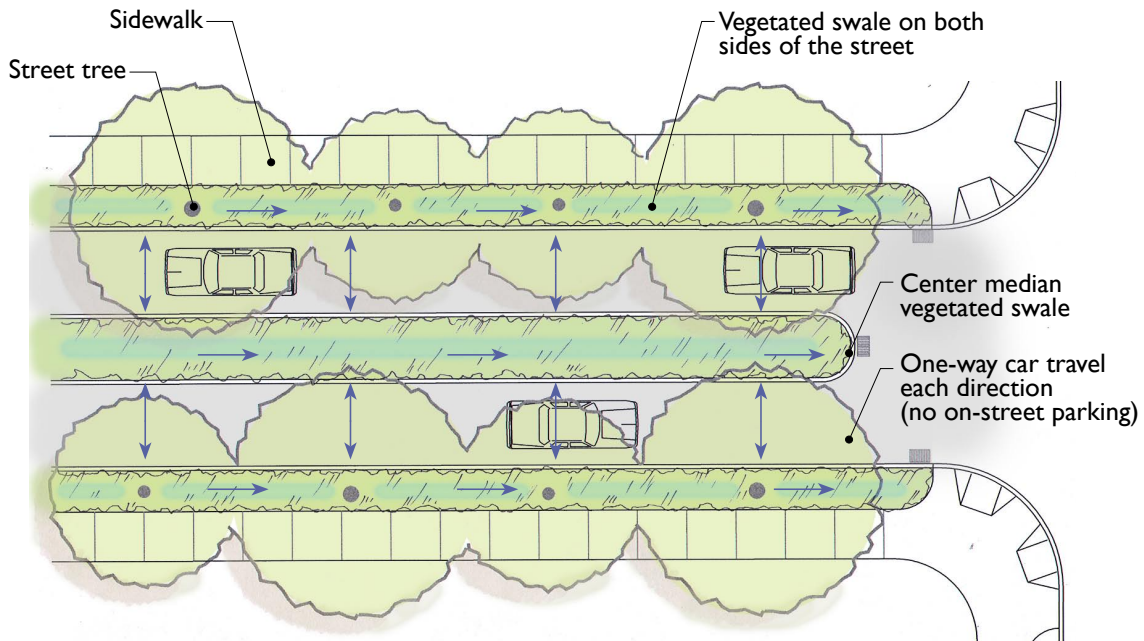 Sidewalk
Street tree
Vegetated swale on both
sides of the street
Center median
vegetated swale
One-way car travel
each direction
(no on-street parking)